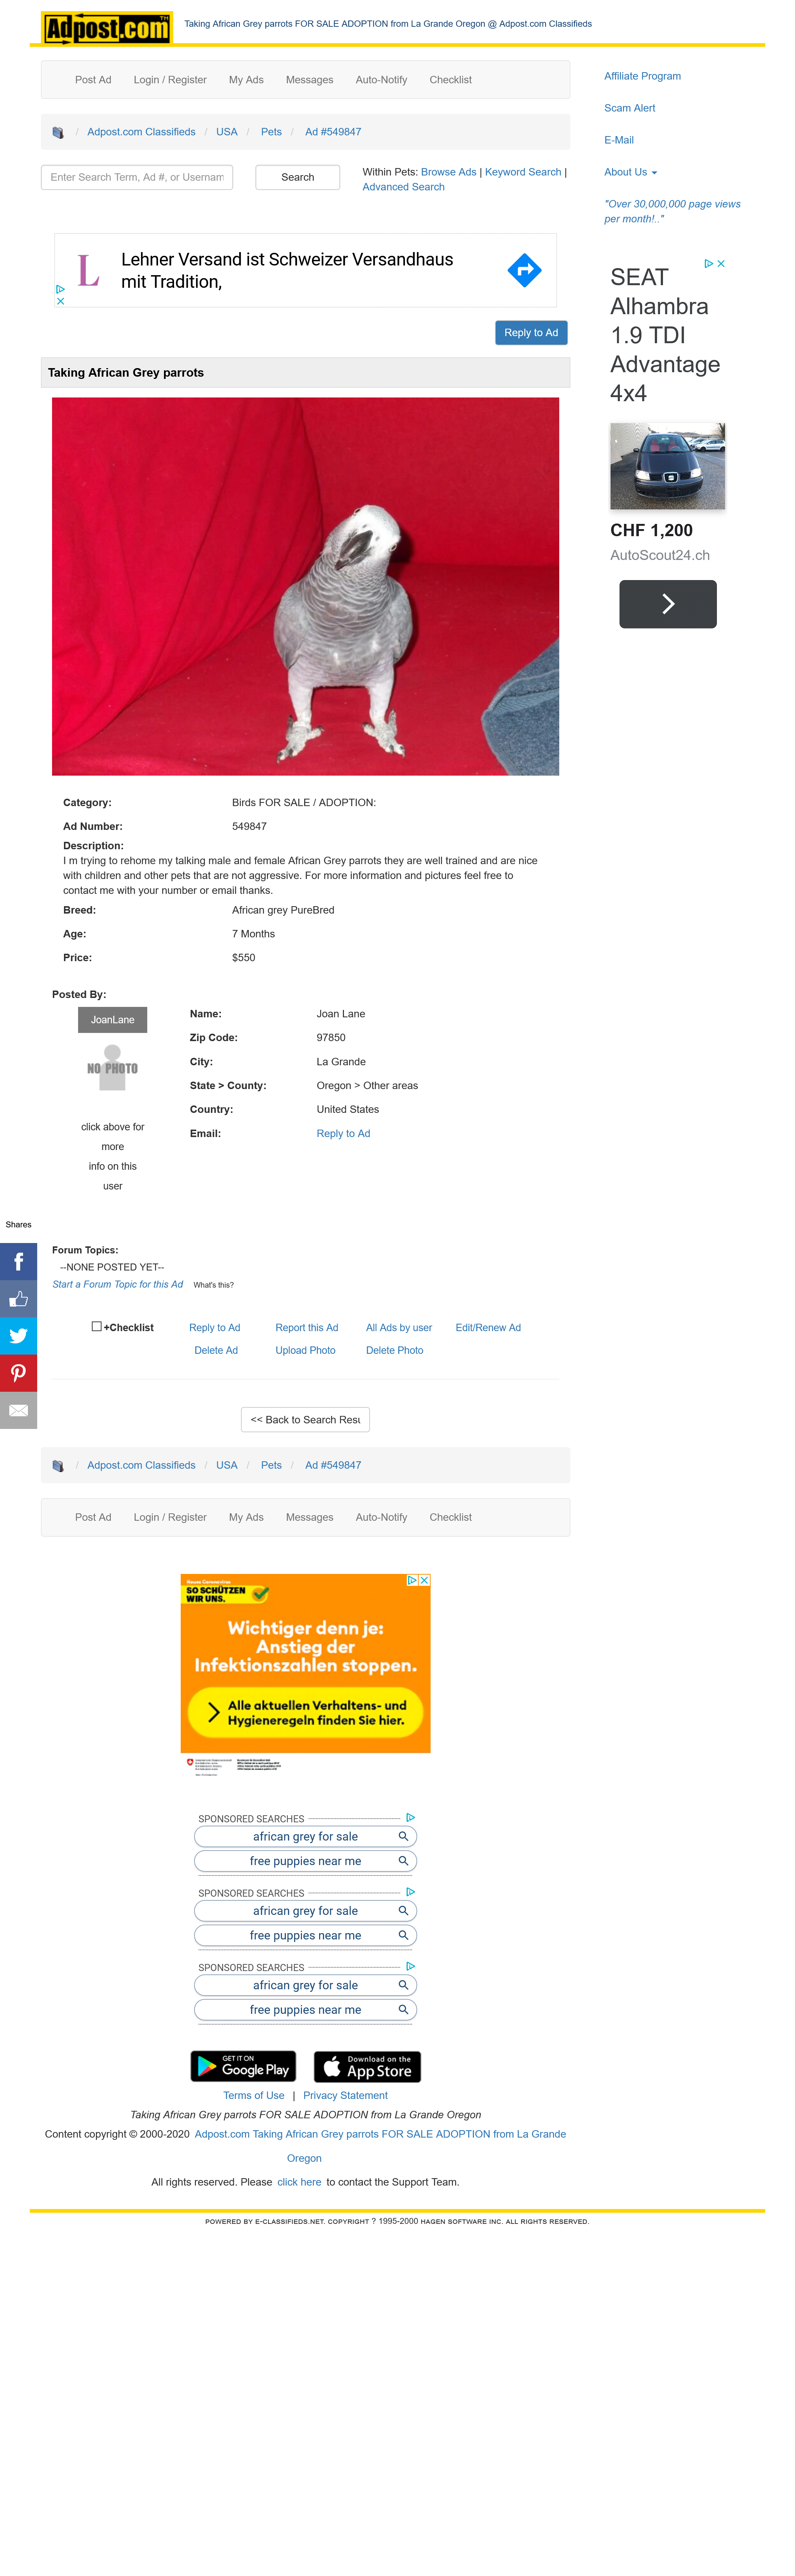 Adpost.com™
Taking African Grey parrots FOR SALE ADOPTION from La Grande Oregon @ Adpost.com Classifieds
Post Ad Login / Register My Ads Messages Auto-Notify Checklist
/ Adpost.com Classifieds / USA / Pets / Ad #549847
Enter Search Term, Ad #, or Usernam
Search
Within Pets: Browse Ads | Keyword Search |
Advanced Search
Affiliate Program
Scam Alert
E-Mail
About Us
"Over 30,000,000 page views
per month!.."
L
Lehner Versand ist Schweizer Versandhaus
mit Tradition,
SEAT
Alhambra
1.9 TDI
Advantage
4x4
CHF 1,200
AutoScout24.ch
Reply to Ad
Taking African Grey parrots
Category: Birds FOR SALE / ADOPTION:
Ad Number: 549847
Description:
I m trying to rehome my talking male and female African Grey parrots they are well trained and are nice
with children and other pets that are not aggressive. For more information and pictures feel free to
contact me with your number or email thanks.
Breed: African grey PureBred
Age: 7 Months
Price: $550
Posted By:
JoanLane
NO PHOTO
click above for
more
info on this
user
Name: Joan Lane
Zip Code: 97850
City: La Grande
State > County: Oregon > Other areas
Country: United States
Email: Reply to Ad
Shares
Forum Topics:
--NONE POSTED YET--
Start a Forum Topic for this Ad What's this?
+Checklist Reply to Ad Report this Ad All Ads by user Edit/Renew Ad
Delete Ad Upload Photo Delete Photo
<< Back to Search Resu
/ Adpost.com Classifieds / USA / Pets / Ad #549847
Post Ad Login / Register My Ads Messages Auto-Notify Checklist
Neues Coronavirus
SO SCHÜTZEN
WIR UNS.
Wichtiger denn je:
Anstieg der
Infektionszahlen stoppen.
Alle aktuellen Verhaltens- und
Hygieneregeln finden Sie hier.
SPONSORED SEARCHES
african grey for sale
free puppies near me
SPONSORED SEARCHES
african grey for sale
free puppies near me
SPONSORED SEARCHES
african grey for sale
free puppies near me
GET IT ON
Google Play
Download on the
App Store
Terms of Use | Privacy Statement
Taking African Grey parrots FOR SALE ADOPTION from La Grande Oregon
Content copyright © 2000-2020 Adpost.com Taking African Grey parrots FOR SALE ADOPTION from La Grande
Oregon
All rights reserved. Please click here to contact the Support Team.
POWERED BY E-CLASSIFIEDS.NET. COPYRIGHT ? 1995-2000 HAGEN SOFTWARE INC. ALL RIGHTS RESERVED.